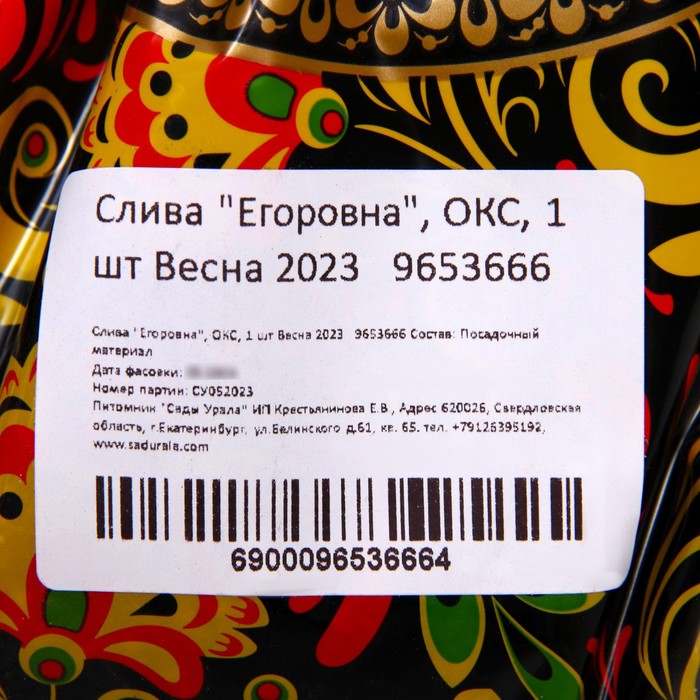 Слива "Егоровна", ОКС, 1
шт Весна 2023 9653666
Слива "Егоровна", ОКС, 1 шт Весна 2023 9653666 Состав: Посадочный
материал
Дата фасовки:
Номер партии: СУ052023
Питомник "Сады Урала" ИП Крестьянинова Е.В., Адрес 620026, Свердловская
область, г.Екатеринбург, ул.Белинского д.61, кв. 65. тел. +79126395192,
www.sadurala.com
6900096536664